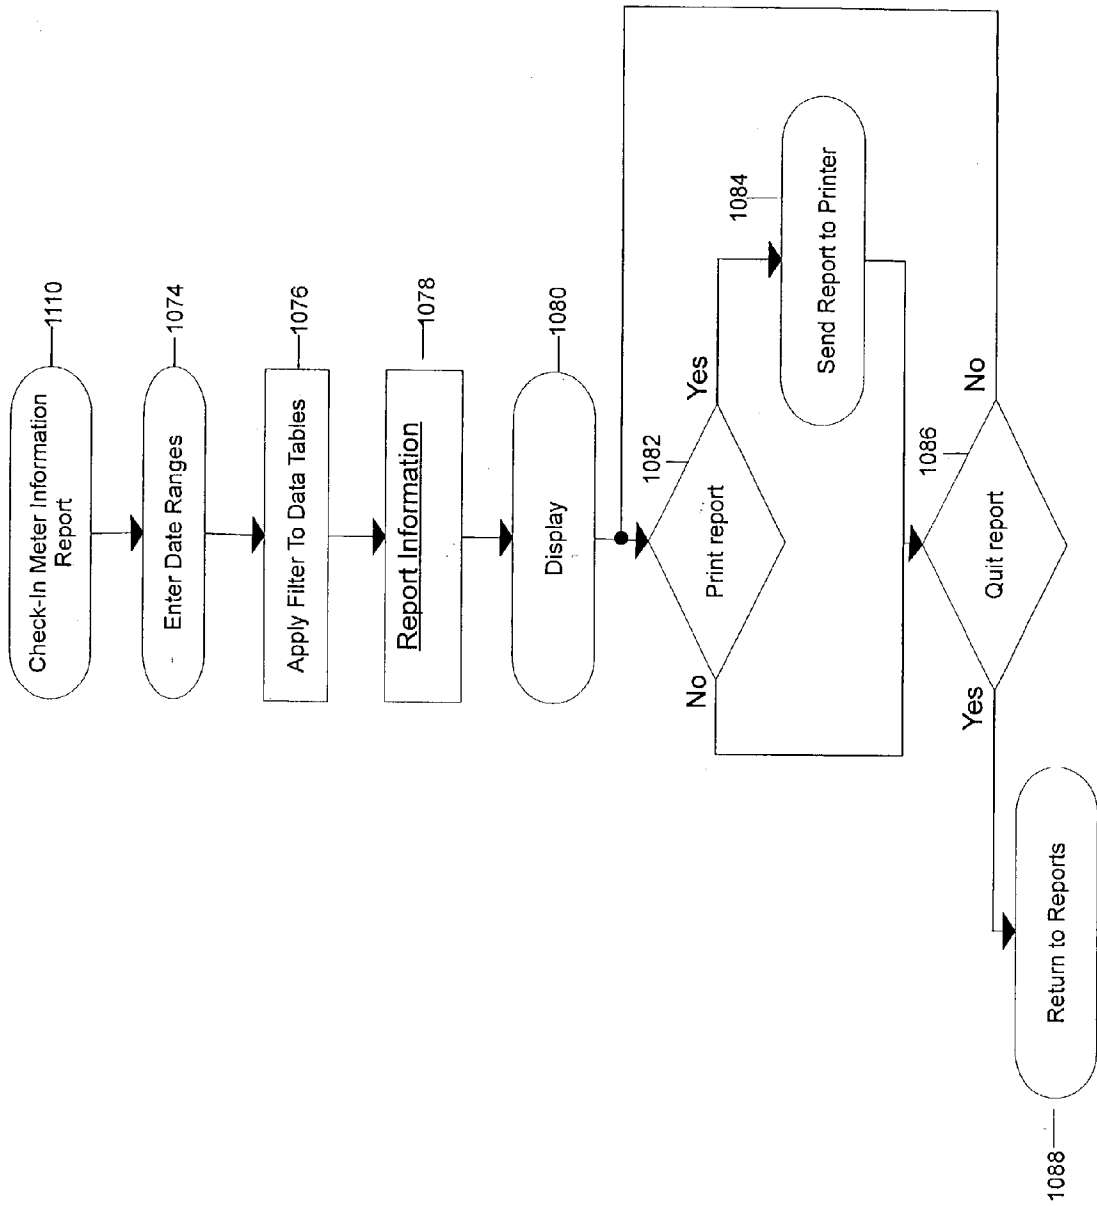 Check-In Meter Information
Report
1110
Enter Date Ranges
1074
Apply Filter To Data Tables
1076
Report Information
1078
Display
1080
Print report
1082
Yes
No
Send Report to Printer
1084
Quit report
1086
No
Yes
Return to Reports
1088